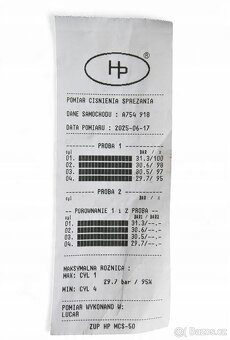 Hp
®
POMIAR CISNIENIA SPREZANIA
DANE SAMOCHODU : A754 918
DATA POMIARU : 2025-06-17
PROBA 1
cyl BAR / %
01. 31.3/100
02. 30.6/ 98
03. 30.5/ 97
04. 29.7/ 95
PROBA 2
POROWNANIE 1 i 2 PROBA
cyl BAR / %
01. 31.3/--.-
02. 30.6/--.-
03. 30.5/--.-
04. 29.7/--.-
MAKSYMALNA ROZNICA :
MAX: CYL 1
29.7 bar / 95%
MIN: CYL 4
POMIAR WYKONANO W:
LUCAR
ZUP HP MCS-50